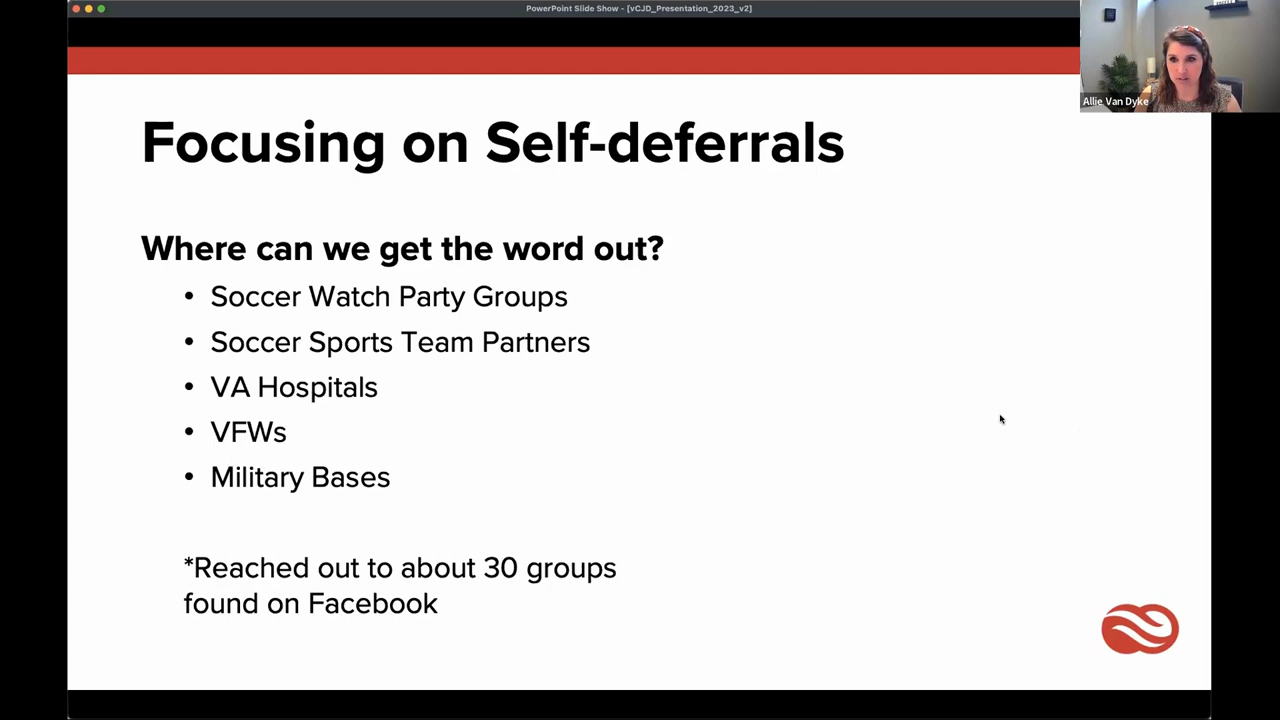 PowerPoint Slide Show - [vCJD_Presentation_2023_v2]
Allie Van Dyke
Focusing on Self-deferrals
Where can we get the word out?
• Soccer Watch Party Groups
• Soccer Sports Team Partners
• VA Hospitals
• VFWs
• Military Bases
*Reached out to about 30 groups
found on Facebook